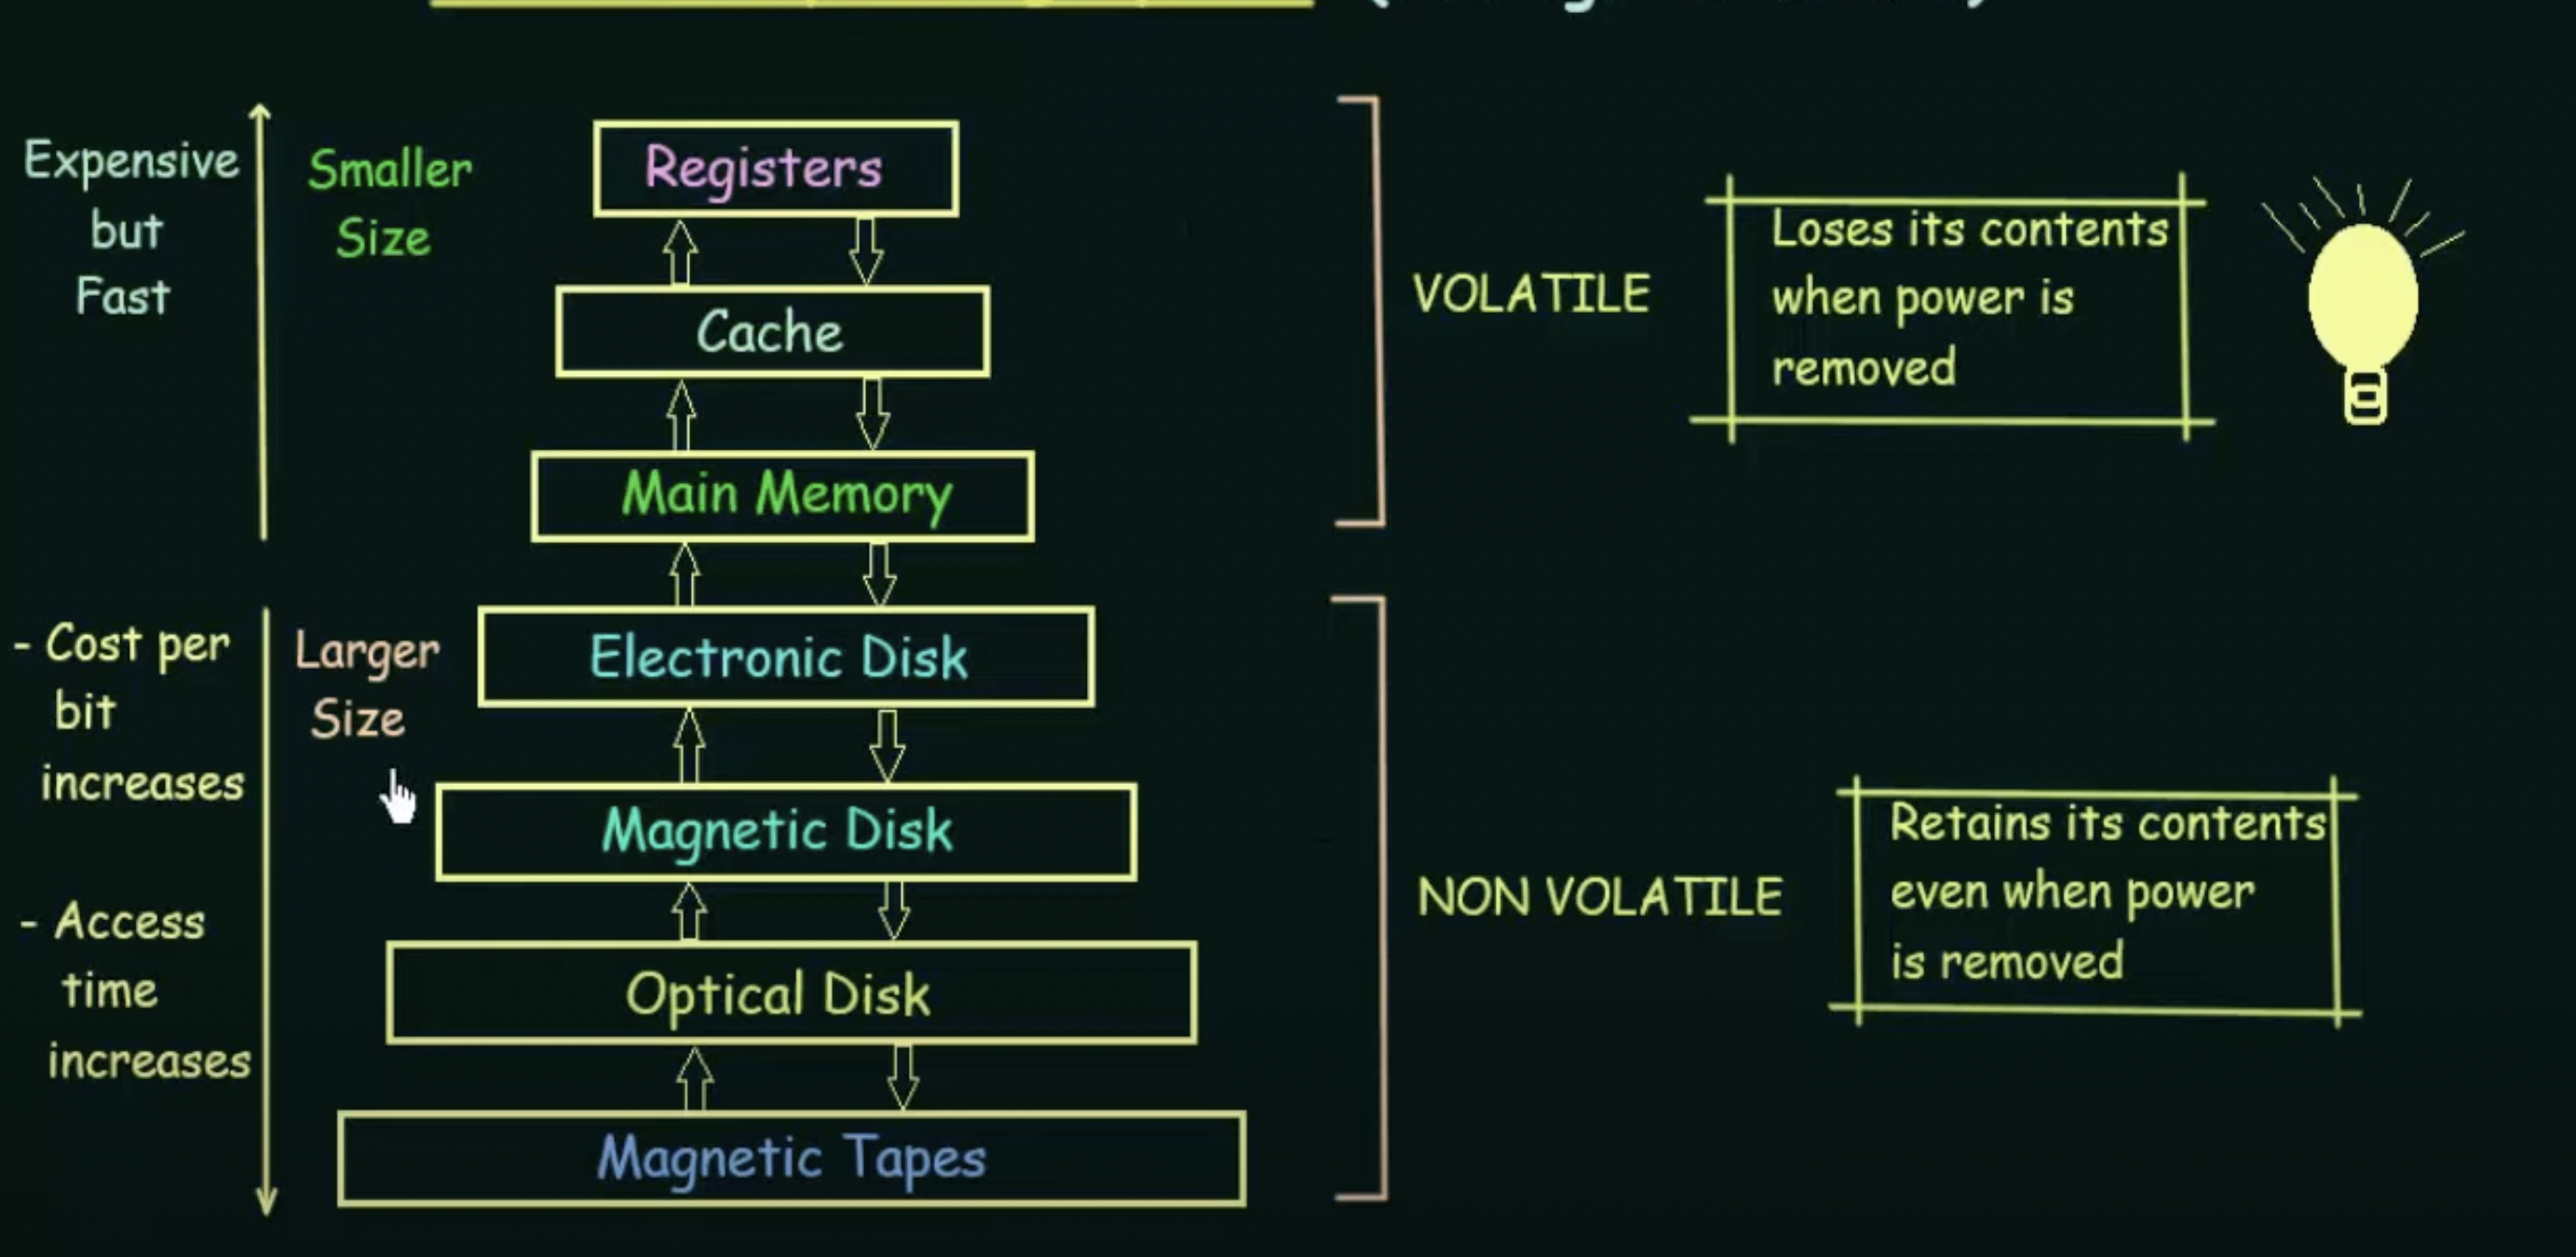 Expensive
but
Fast
Smaller
Size
Registers
Cache
Main Memory
VOLATILE
Loses its contents
when power is
removed
- Cost per
bit
increases
- Access
time
increases
Larger
Size
Electronic Disk
Magnetic Disk
Optical Disk
Magnetic Tapes
NON VOLATILE
Retains its contents
even when power
is removed